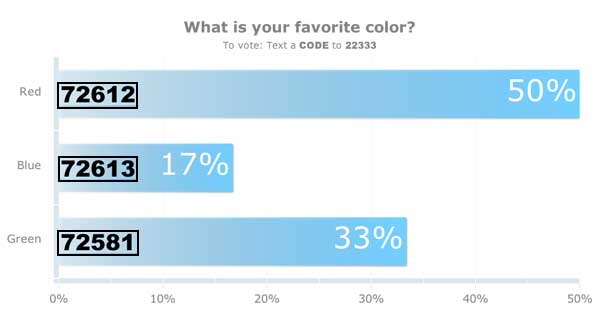 What is your favorite color?
To vote: Text a CODE to 22333
Red 72612 50%
Blue 72613 17%
Green 72581 33%
0% 10% 20% 30% 40% 50%